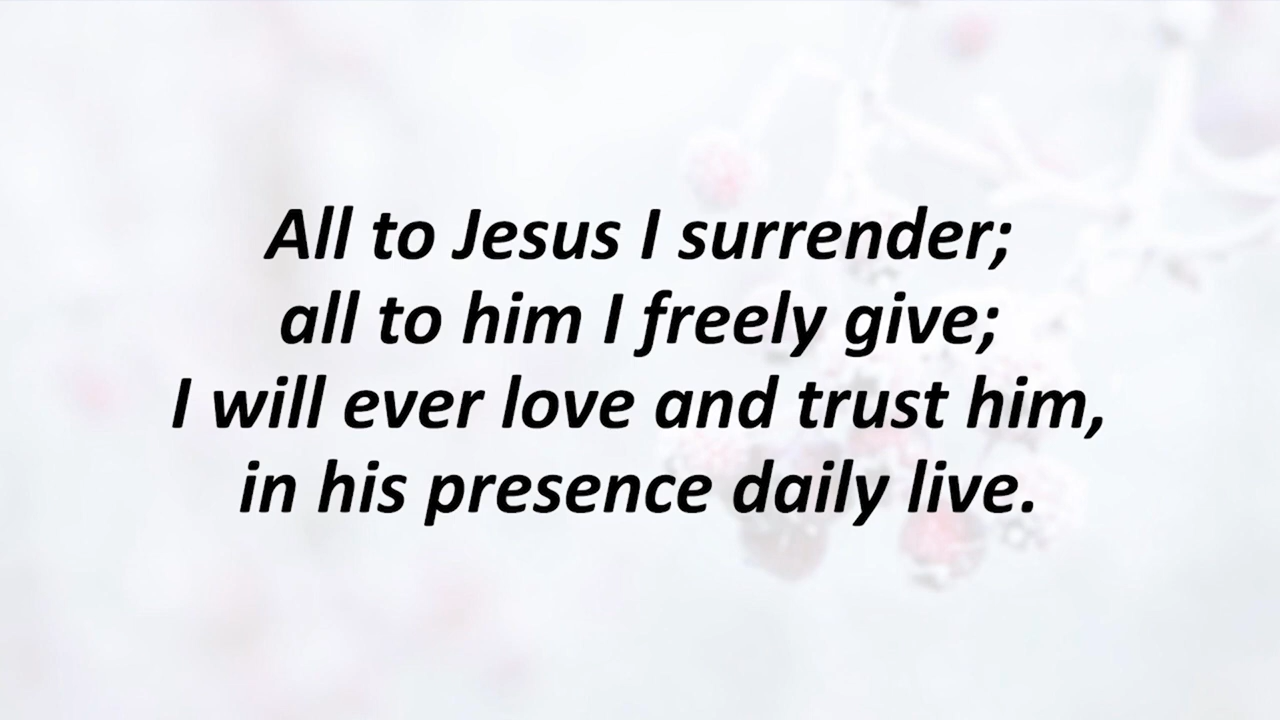 All to Jesus I surrender;
all to him I freely give;
I will ever love and trust him,
in his presence daily live.